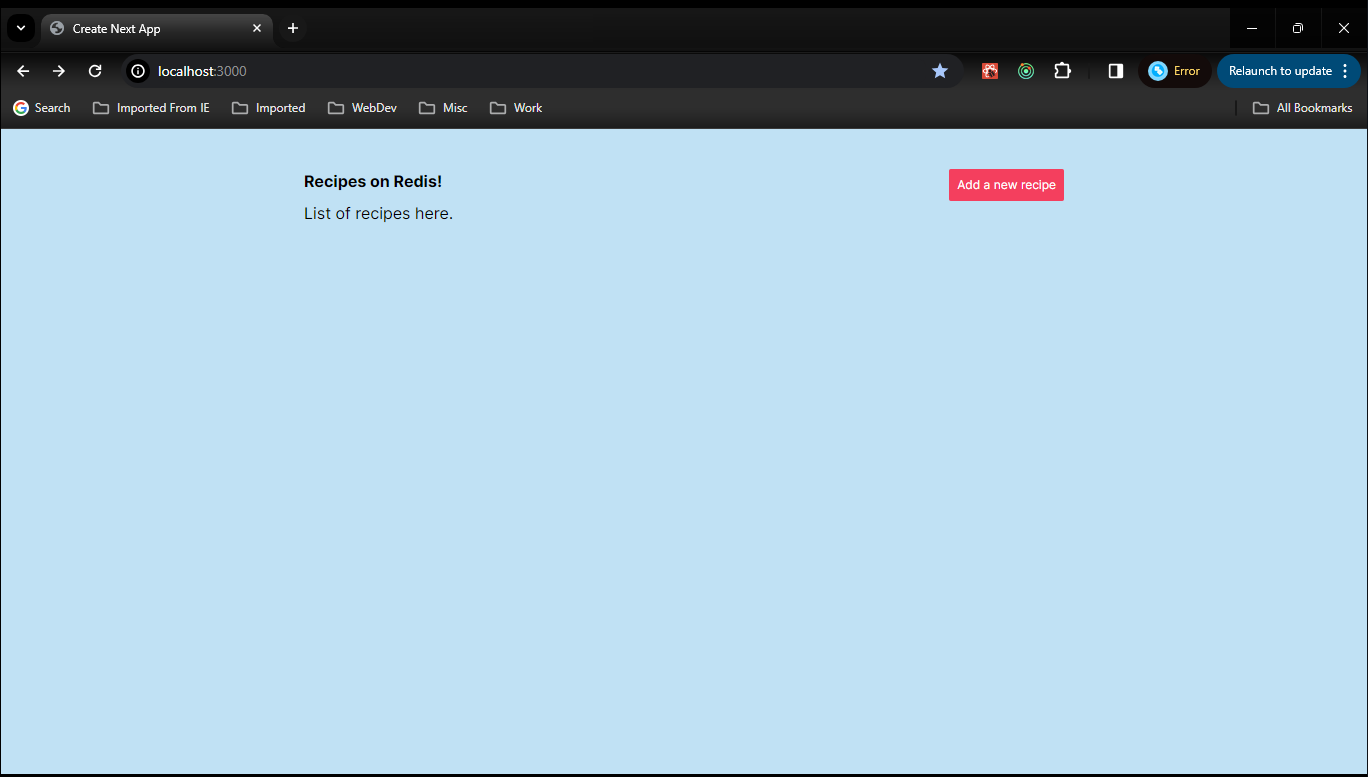 Create Next App
localhost:3000
Error
Relaunch to update
Search
Imported From IE
Imported
WebDev
Misc
Work
All Bookmarks
Recipes on Redis!
Add a new recipe
List of recipes here.